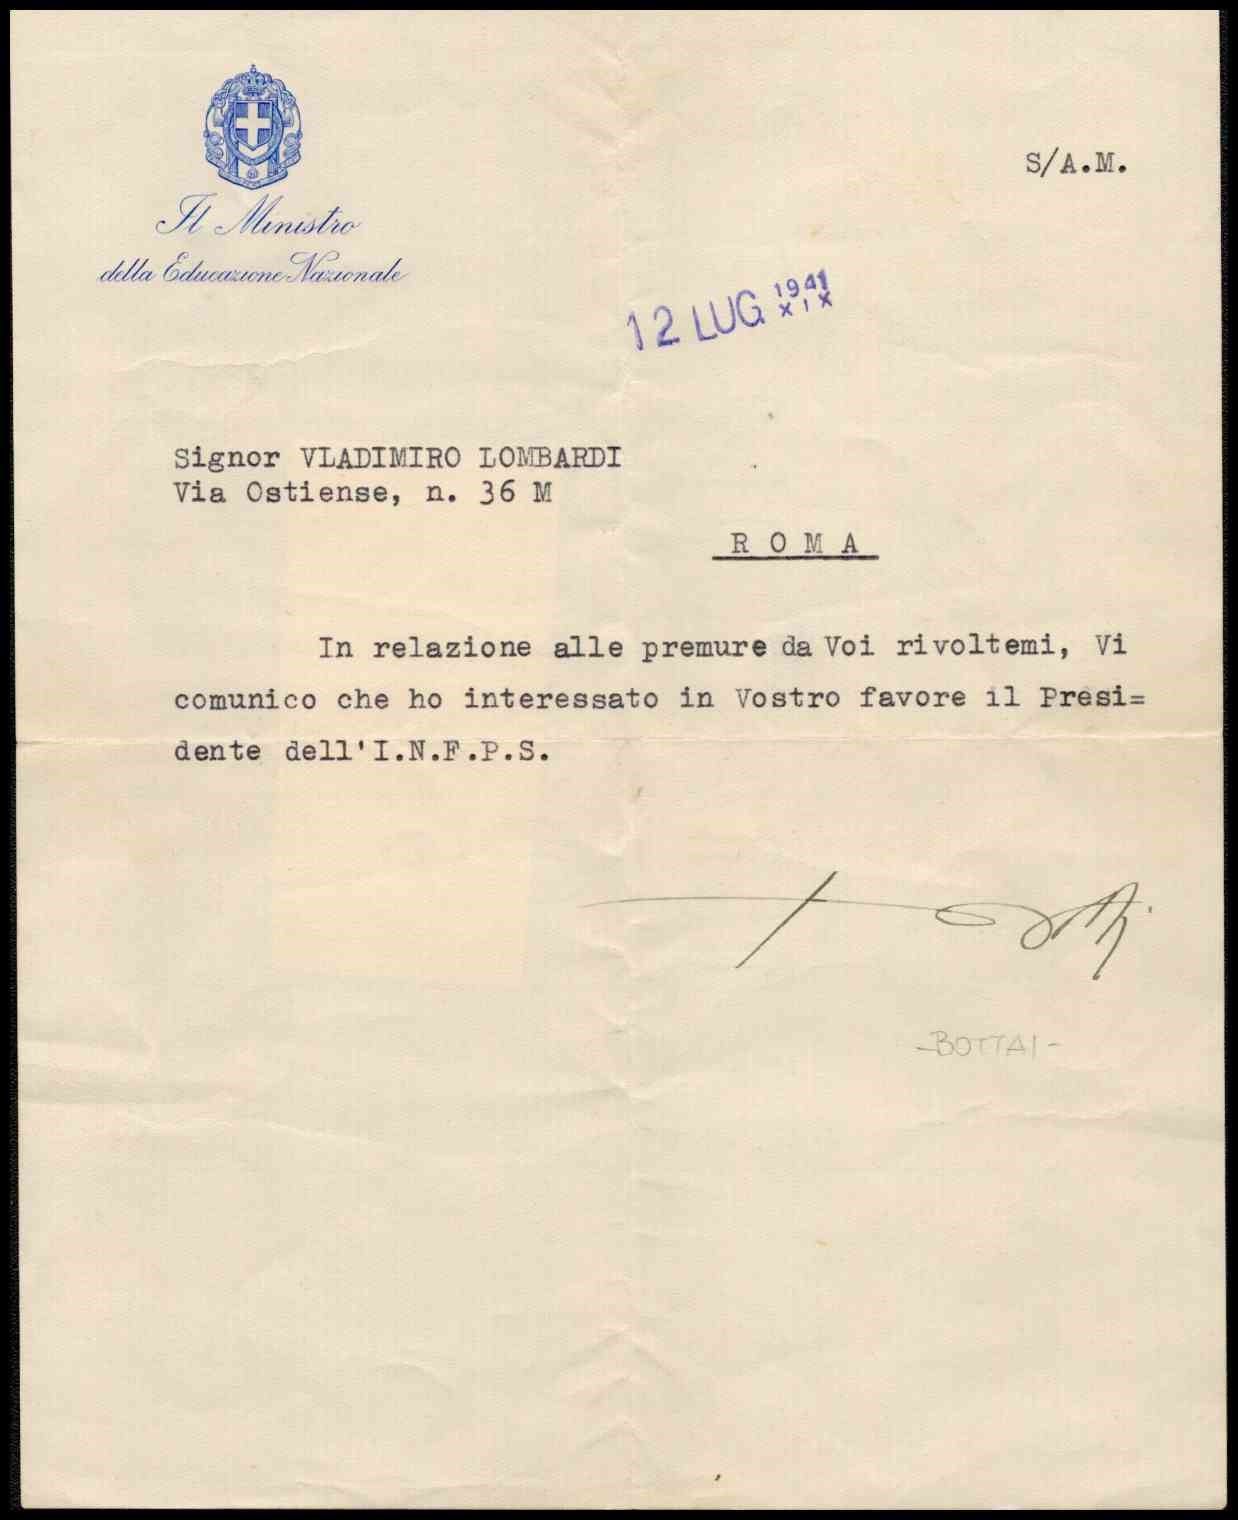 S/A.M.
Il Ministro
della Educazione Nazionale
12 LUG 1941
XIX
Signor VLADIMIRO LOMBARDI
Via Ostiense, n. 36 M
R O M A
In relazione alle premure da Voi rivoltemi, Vi
comunico che ho interessato in Vostro favore il Presi=
dente dell'I.N.F.P.S.
-BOTTAI-